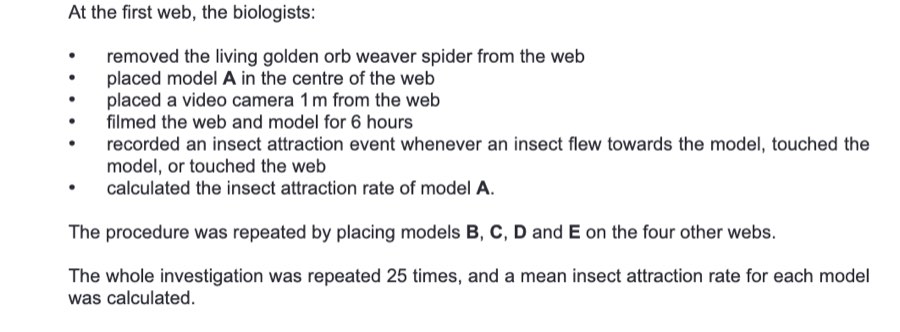 At the first web, the biologists:
• removed the living golden orb weaver spider from the web
• placed model A in the centre of the web
• placed a video camera 1 m from the web
• filmed the web and model for 6 hours
• recorded an insect attraction event whenever an insect flew towards the model, touched the
model, or touched the web
• calculated the insect attraction rate of model A.
The procedure was repeated by placing models B, C, D and E on the four other webs.
The whole investigation was repeated 25 times, and a mean insect attraction rate for each model
was calculated.